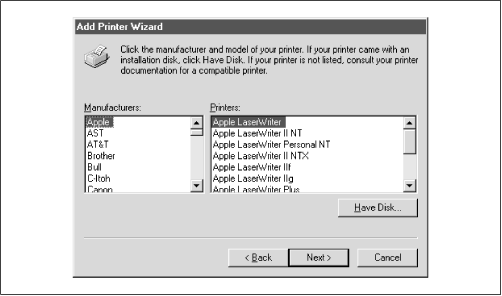 Add Printer Wizard
Click the manufacturer and model of your printer. If your printer came with an
installation disk, click Have Disk. If your printer is not listed, consult your printer
documentation for a compatible printer.
Manufacturers:
Apple
AST
AT&T
Brother
Bull
C-Itoh
Canon
Printers:
Apple LaserWriter
Apple LaserWriter II NT
Apple LaserWriter Personal NT
Apple LaserWriter II NTX
Apple LaserWriter IIf
Apple LaserWriter IIg
Apple LaserWriter Plus
Have Disk...
< Back
Next >
Cancel